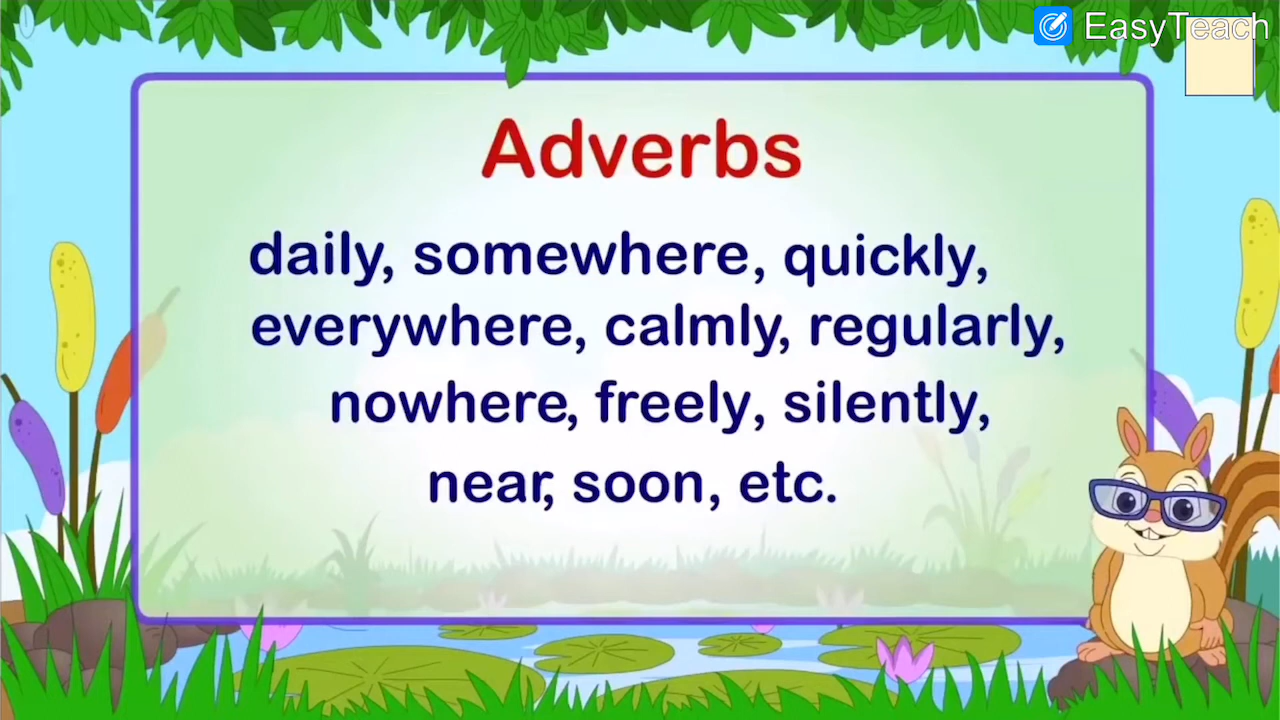 EasyTeach
Adverbs
daily, somewhere, quickly,
everywhere, calmly, regularly,
nowhere, freely, silently,
near, soon, etc.